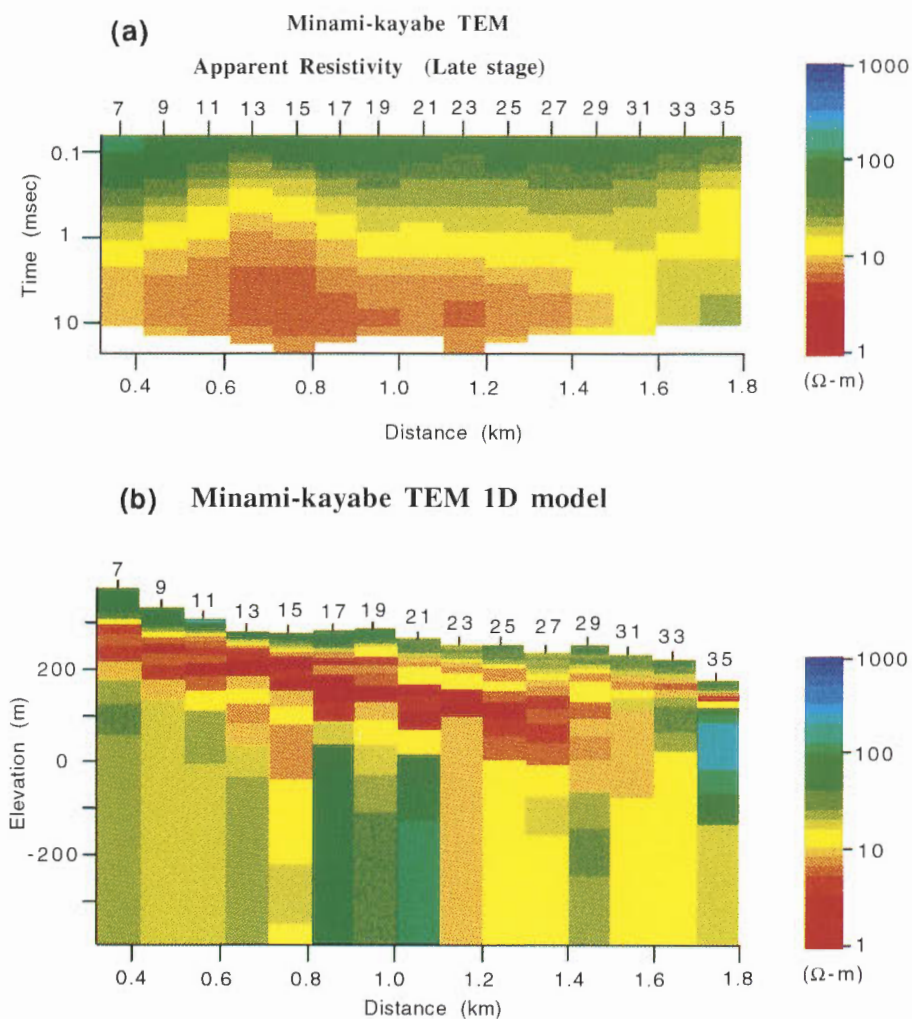 (a) Minami-kayabe TEM
Apparent Resistivity (Late stage)
7 9 11 13 15 17 19 21 23 25 27 29 31 33 35
0.1
1
10
Time (msec)
0.4 0.6 0.8 1.0 1.2 1.4 1.6 1.8
Distance (km)
1000
100
10
1
(Ω-m)
(b) Minami-kayabe TEM 1D model
7 9 11 13 15 17 19 21 23 25 27 29 31 33 35
200
0
-200
Elevation (m)
0.4 0.6 0.8 1.0 1.2 1.4 1.6 1.8
Distance (km)
1000
100
10
1
(Ω-m)